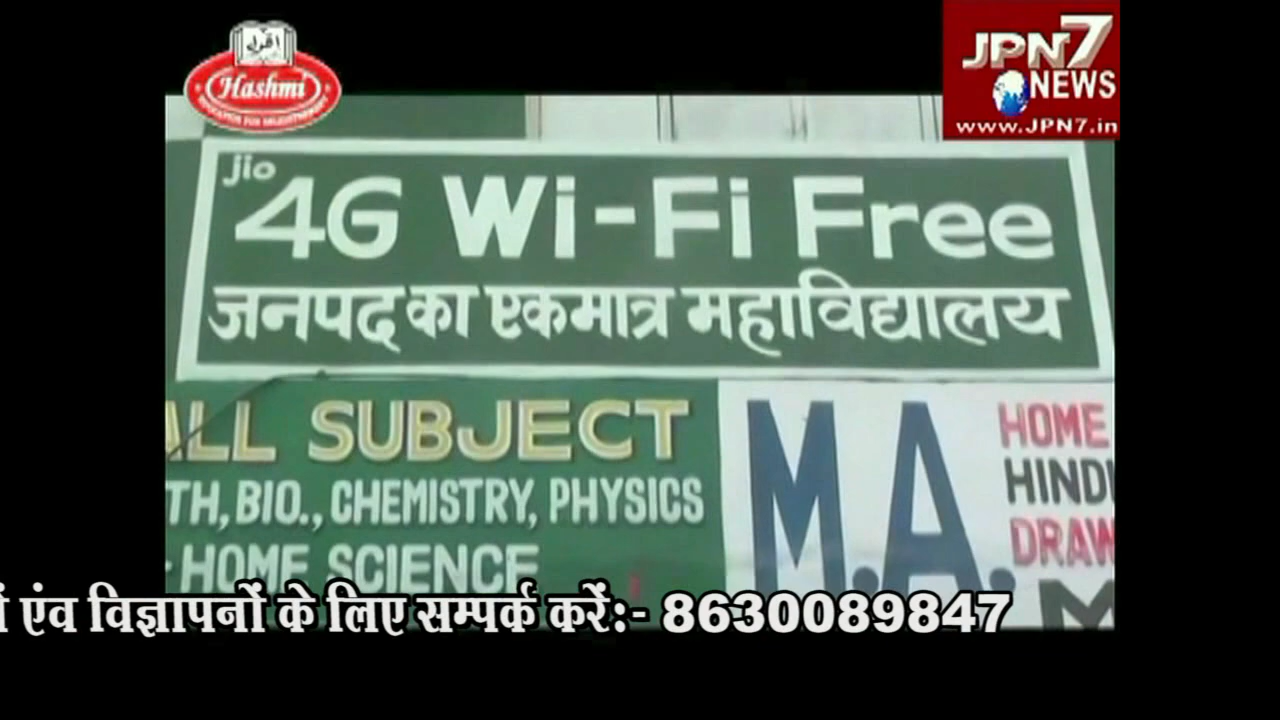 اقرأ
Hashmi
JPN7
NEWS
www.JPN7.in
Jio
4G Wi-Fi Free
जनपद का एकमात्र महाविद्यालय
ALL SUBJECT
TH, BIO., CHEMISTRY, PHYSICS
HOME SCIENCE
M.A.
HOME
HINDI
DRAW
M
एंव विज्ञापनों के लिए सम्पर्क करें:- 8630089847